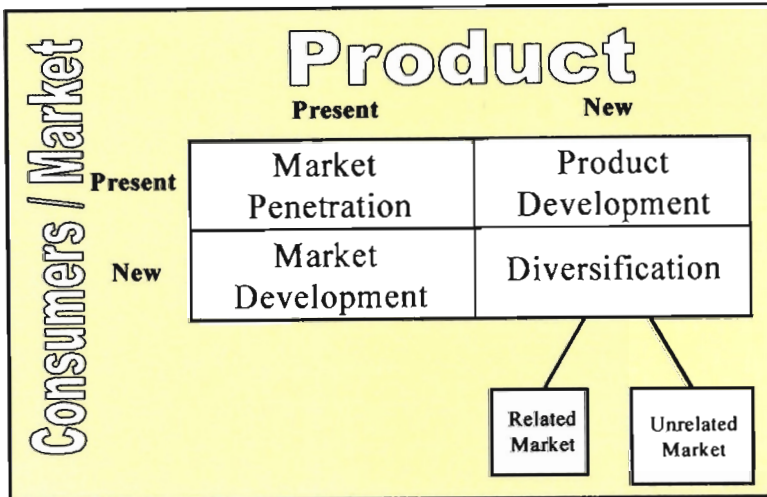 Product
Consumers / Market
Present New
Present
Market
Penetration
Product
Development
New
Market
Development
Diversification
Related
Market
Unrelated
Market